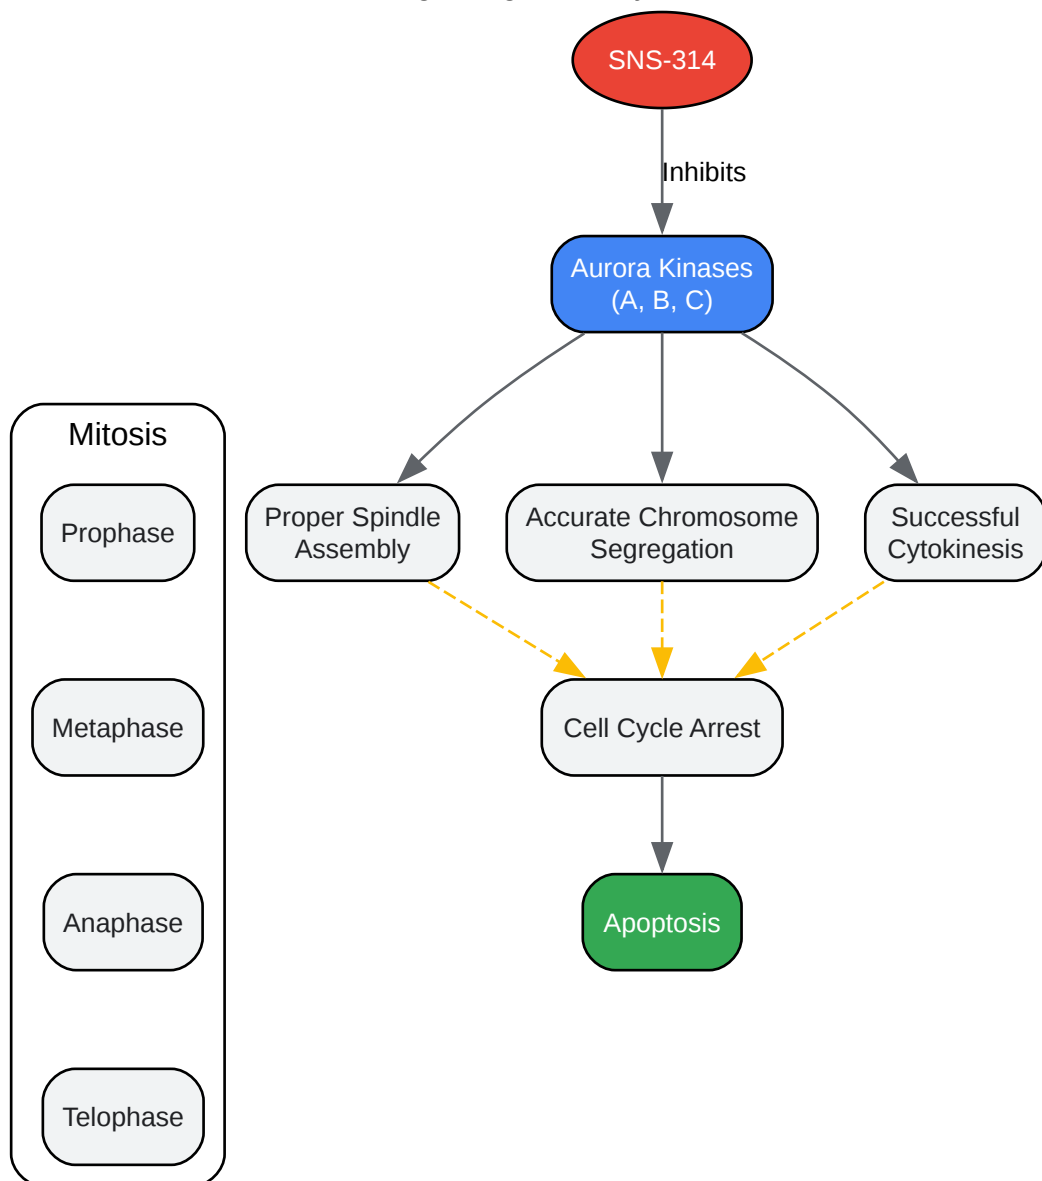 SNS-314
Inhibits
Aurora Kinases
(A, B, C)
Mitosis
Prophase
Proper Spindle
Assembly
Accurate Chromosome
Segregation
Successful
Cytokinesis
Metaphase
Cell Cycle Arrest
Anaphase
Apoptosis
Telophase